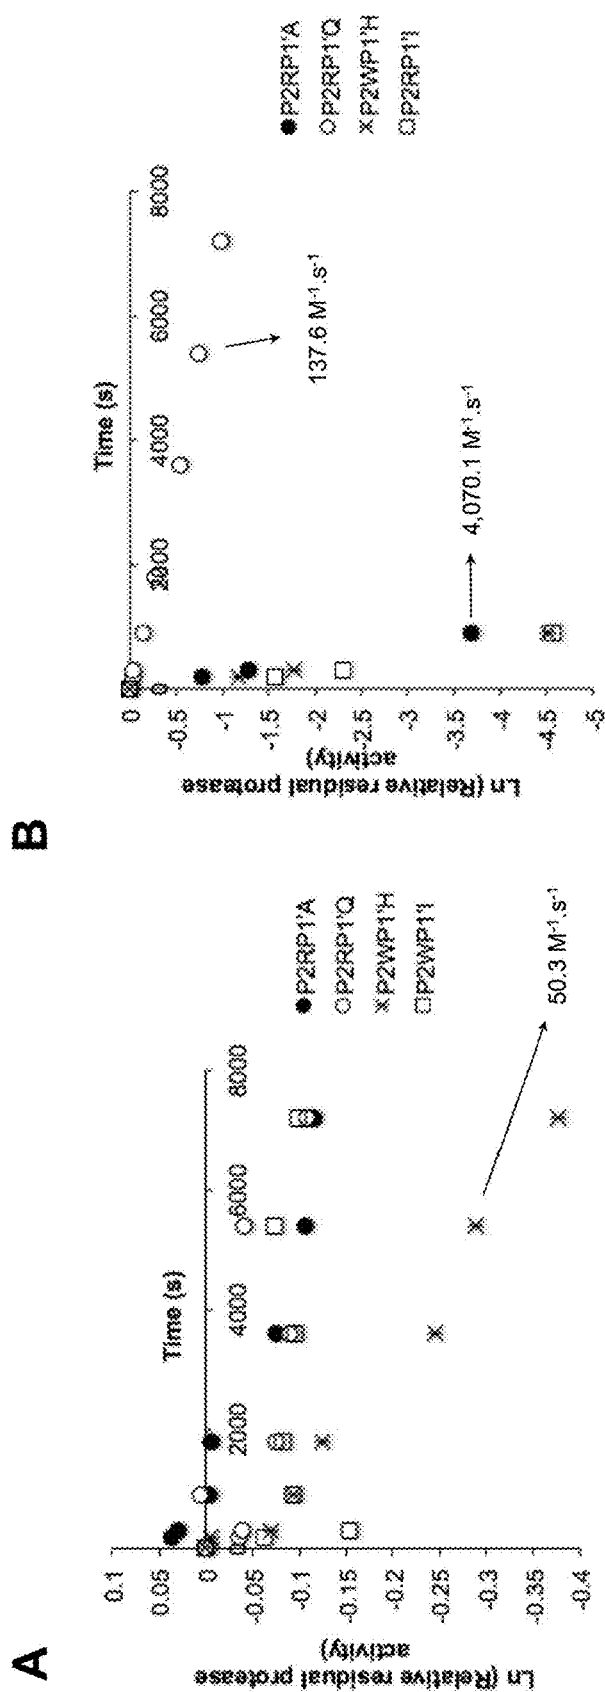 A
Ln (Relative residual protease
activity)
0.1
0.05
0
-0.05
-0.1
-0.15
-0.2
-0.25
-0.3
-0.35
-0.4
Time (s)
2000
4000
6000
8000
P2RP1'A
P2RP1'Q
P2WP1'H
P2WP1'I
50.3 M⁻¹.s⁻¹
B
Ln (Relative residual protease
activity)
0
-0.5
-1
-1.5
-2
-2.5
-3
-3.5
-4
-4.5
-5
Time (s)
0
2000
4000
6000
8000
137.6 M⁻¹.s⁻¹
4,070.1 M⁻¹.s⁻¹
P2RP1'A
P2RP1'Q
P2WP1'H
P2RP1'I